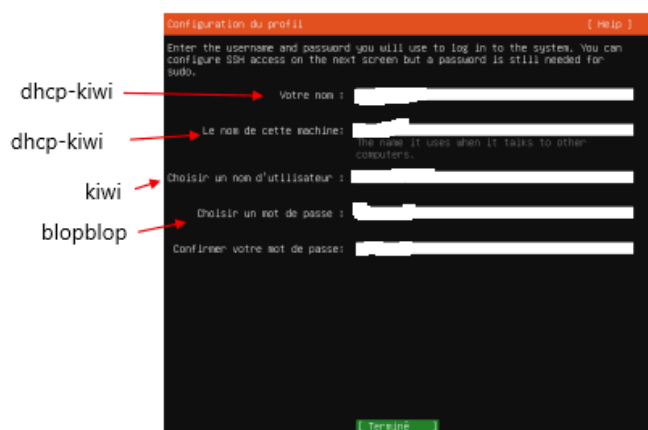 Configuration du profil [ Help ]
Enter the username and password you will use to log in to the system. You can
configure SSH access on the next screen but a password is still needed for
sudo.
dhcp-kiwi
Votre nom :
dhcp-kiwi
Le nom de cette machine:
The name it uses when it talks to other
computers.
kiwi
Choisir un nom d'utilisateur :
blopblop
Choisir un mot de passe :
Confirmer votre mot de passe:
[ Terminé ]